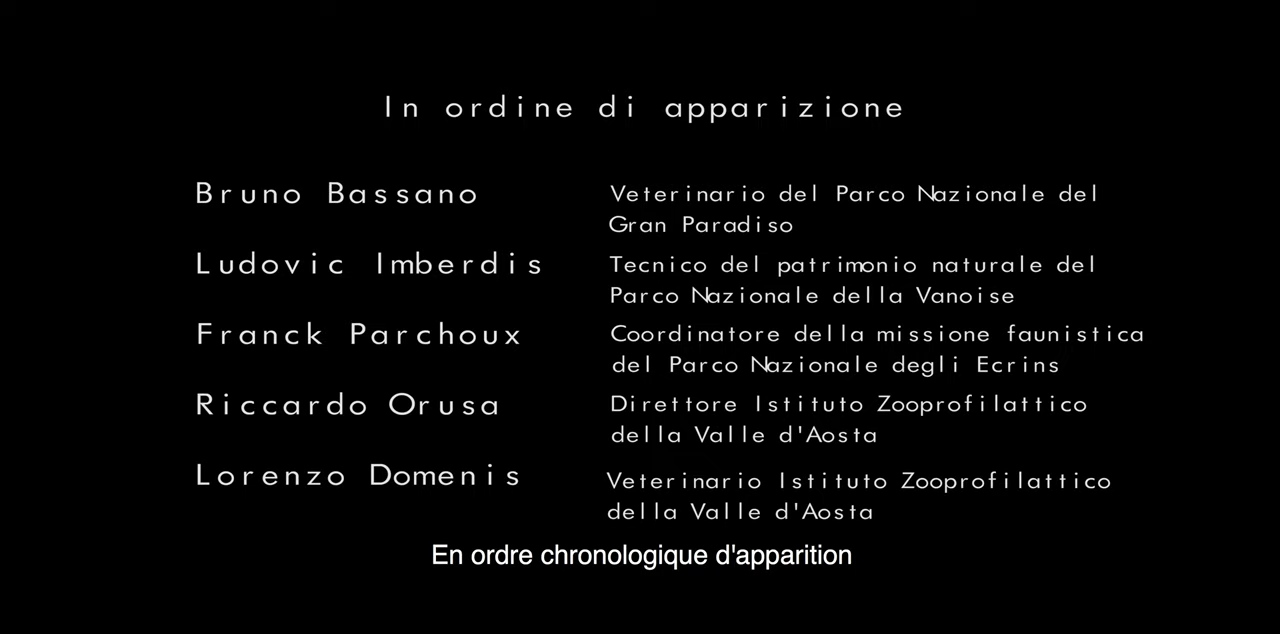 In ordine di apparizione
Bruno Bassano
Veterinario del Parco Nazionale del
Gran Paradiso
Ludovic Imberdis
Tecnico del patrimonio naturale del
Parco Nazionale della Vanoise
Franck Parchoux
Coordinatore della missione faunistica
del Parco Nazionale degli Ecrins
Riccardo Orusa
Direttore Istituto Zooprofilattico
della Valle d'Aosta
Lorenzo Domenis
Veterinario Istituto Zooprofilattico
della Valle d'Aosta
En ordre chronologique d'apparition